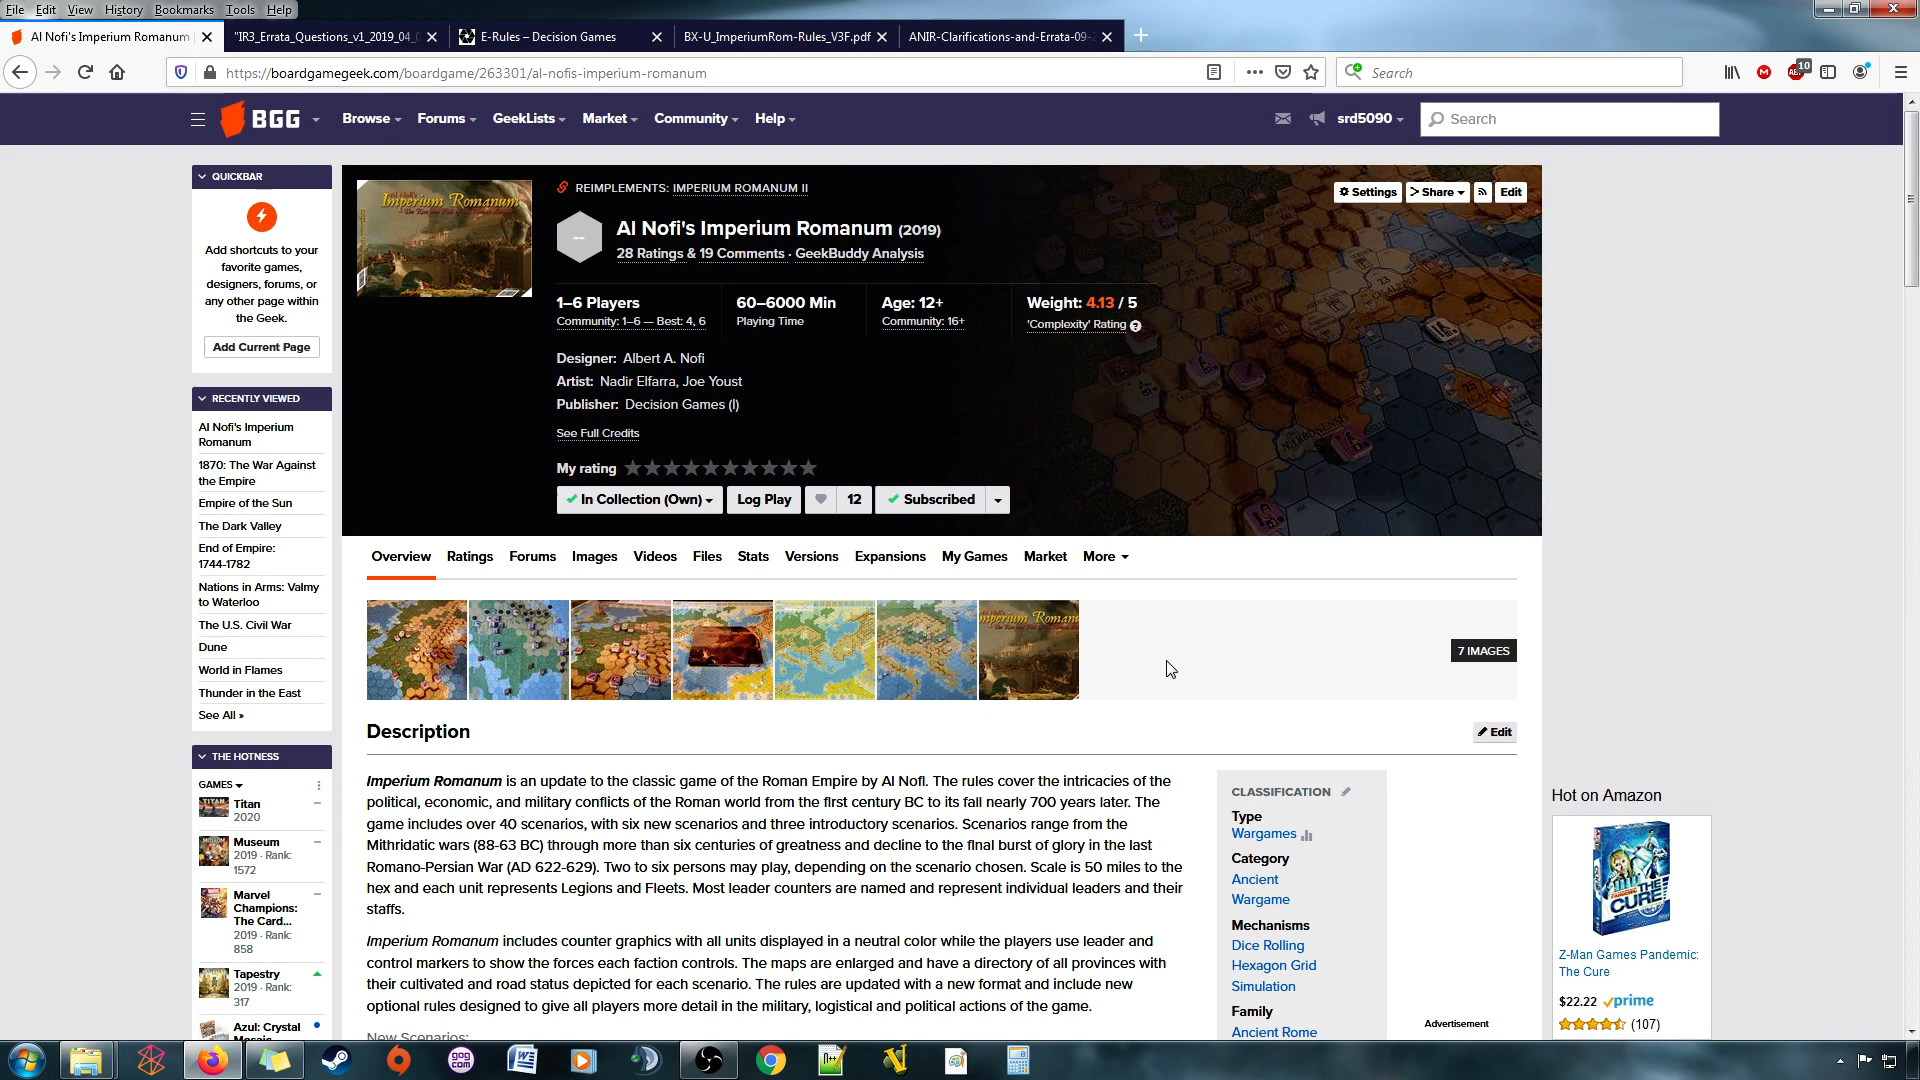 File Edit View History Bookmarks Tools Help
Al Nofi's Imperium Romanum
"IR3_Errata_Questions_v1_2019_04_
E-Rules – Decision Games
BX-U_ImperiumRom-Rules_V3F.pdf
ANIR-Clarifications-and-Errata-09-
https://boardgamegeek.com/boardgame/263301/al-nofis-imperium-romanum
Search
10
BGG
Browse Forums GeekLists Market Community Help
srd5090
Search
QUICKBAR
Add shortcuts to your
favorite games,
designers, forums, or
any other page within
the Geek.
Add Current Page
RECENTLY VIEWED
Al Nofi's Imperium
Romanum
1870: The War Against
the Empire
Empire of the Sun
The Dark Valley
End of Empire:
1744-1782
Nations in Arms: Valmy
to Waterloo
The U.S. Civil War
Dune
World in Flames
Thunder in the East
See All »
THE HOTNESS
GAMES
Titan
2020
Museum
2019 · Rank:
1572
Marvel
Champions:
The Card...
2019 · Rank:
858
Tapestry
2019 · Rank:
317
Azul: Crystal
Al Nofi's
Imperium Romanum
The Rise and Fall of the Roman Empire
REIMPLEMENTS: IMPERIUM ROMANUM II
Settings Share Edit
--
Al Nofi's Imperium Romanum (2019)
28 Ratings & 19 Comments · GeekBuddy Analysis
1–6 Players
Community: 1–6 — Best: 4, 6
60–6000 Min
Playing Time
Age: 12+
Community: 16+
Weight: 4.13 / 5
'Complexity' Rating ?
Designer: Albert A. Nofi
Artist: Nadir Elfarra, Joe Youst
Publisher: Decision Games (I)
See Full Credits
My rating
In Collection (Own) Log Play 12 Subscribed
Overview Ratings Forums Images Videos Files Stats Versions Expansions My Games Market More
7 IMAGES
Description
Edit
Imperium Romanum is an update to the classic game of the Roman Empire by Al Nofi. The rules cover the intricacies of the
political, economic, and military conflicts of the Roman world from the first century BC to its fall nearly 700 years later. The
game includes over 40 scenarios, with six new scenarios and three introductory scenarios. Scenarios range from the
Mithridatic wars (88-63 BC) through more than six centuries of greatness and decline to the final burst of glory in the last
Romano-Persian War (AD 622-629). Two to six persons may play, depending on the scenario chosen. Scale is 50 miles to the
hex and each unit represents Legions and Fleets. Most leader counters are named and represent individual leaders and their
staffs.
Imperium Romanum includes counter graphics with all units displayed in a neutral color while the players use leader and
control markers to show the forces each faction controls. The maps are enlarged and have a directory of all provinces with
their cultivated and road status depicted for each scenario. The rules are updated with a new format and include new
optional rules designed to give all players more detail in the military, logistical and political actions of the game.
New Scenarios:
CLASSIFICATION
Type
Wargames
Category
Ancient
Wargame
Mechanisms
Dice Rolling
Hexagon Grid
Simulation
Family
Ancient Rome
Advertisement
Hot on Amazon
PANDEMIC
THE CURE
Z-Man Games Pandemic:
The Cure
$22.22 prime
(107)
GOG COM